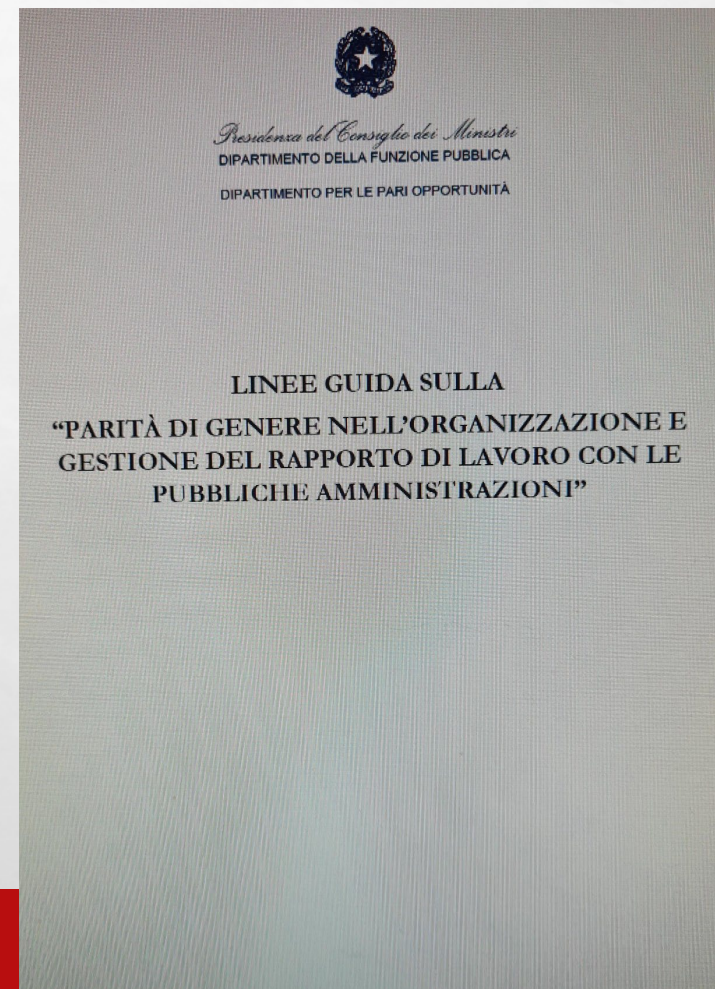 Presidenza del Consiglio dei Ministri
DIPARTIMENTO DELLA FUNZIONE PUBBLICA
DIPARTIMENTO PER LE PARI OPPORTUNITÀ
LINEE GUIDA SULLA
“PARITÀ DI GENERE NELL’ORGANIZZAZIONE E
GESTIONE DEL RAPPORTO DI LAVORO CON LE
PUBBLICHE AMMINISTRAZIONI”